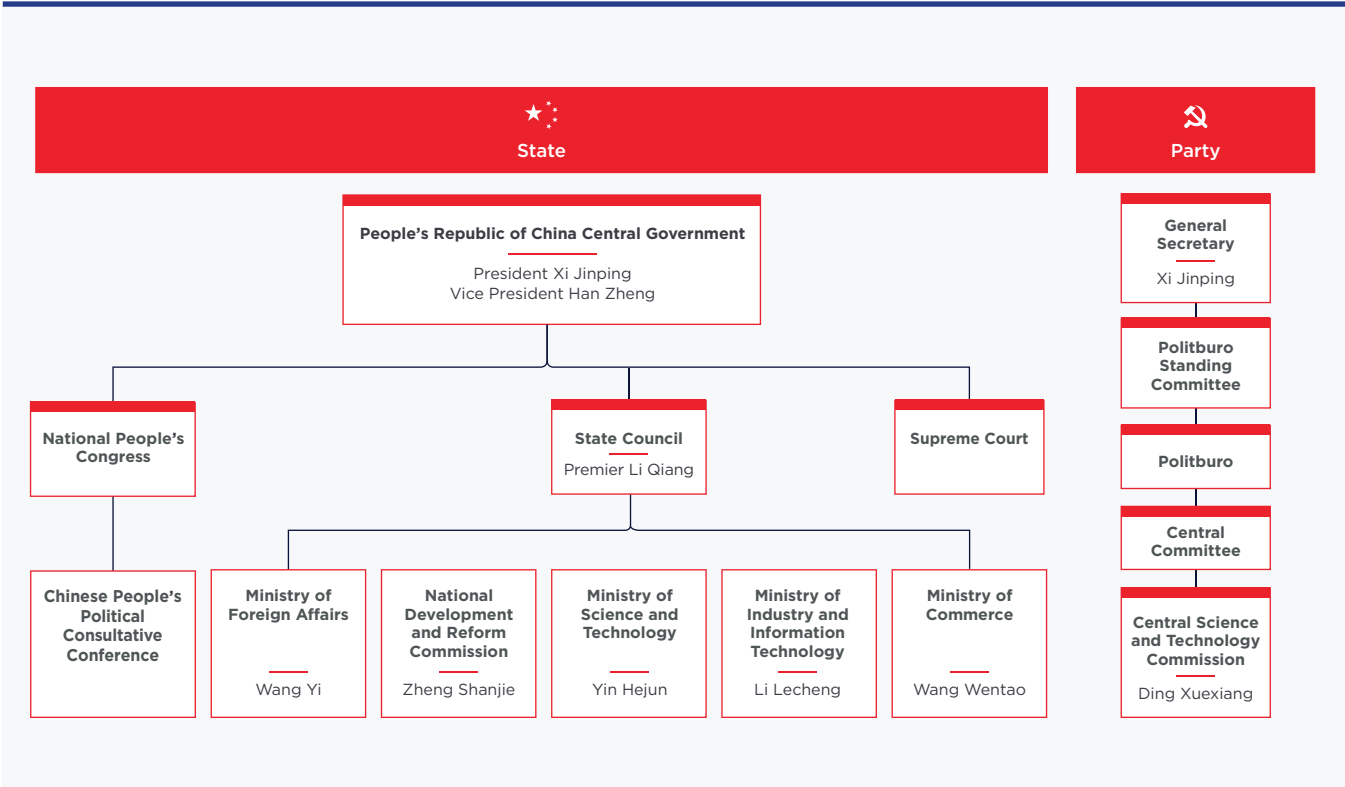 State
Party
People's Republic of China Central Government
President Xi Jinping
Vice President Han Zheng
General
Secretary
Xi Jinping
Politburo
Standing
Committee
National People's
Congress
State Council
Premier Li Qiang
Supreme Court
Politburo
Central
Committee
Chinese People's
Political
Consultative
Conference
Ministry of
Foreign Affairs
Wang Yi
National
Development
and Reform
Commission
Zheng Shanjie
Ministry of
Science and
Technology
Yin Hejun
Ministry of
Industry and
Information
Technology
Li Lecheng
Ministry of
Commerce
Wang Wentao
Central Science
and Technology
Commission
Ding Xuexiang